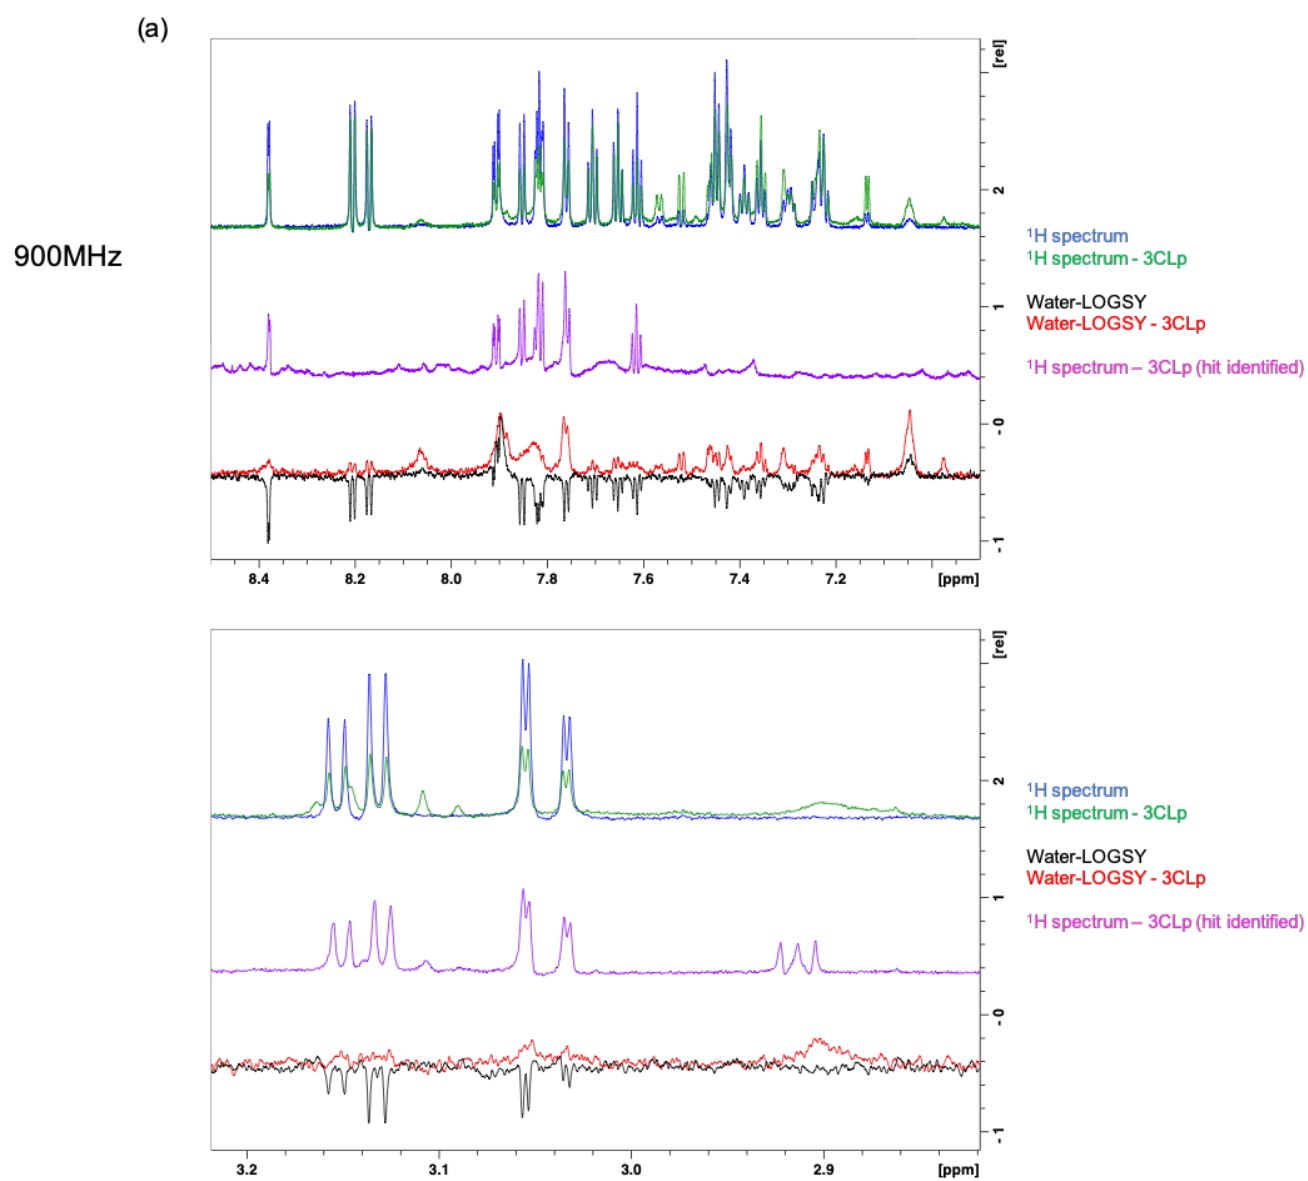 (a)
900MHz
[rel]
2
1
- 0
- 1
8.4 8.2 8.0 7.8 7.6 7.4 7.2 [ppm]
¹H spectrum
¹H spectrum - 3CLp
Water-LOGSY
Water-LOGSY - 3CLp
¹H spectrum – 3CLp (hit identified)
[rel]
2
1
- 0
- 1
3.2 3.1 3.0 2.9 [ppm]
¹H spectrum
¹H spectrum - 3CLp
Water-LOGSY
Water-LOGSY - 3CLp
¹H spectrum – 3CLp (hit identified)